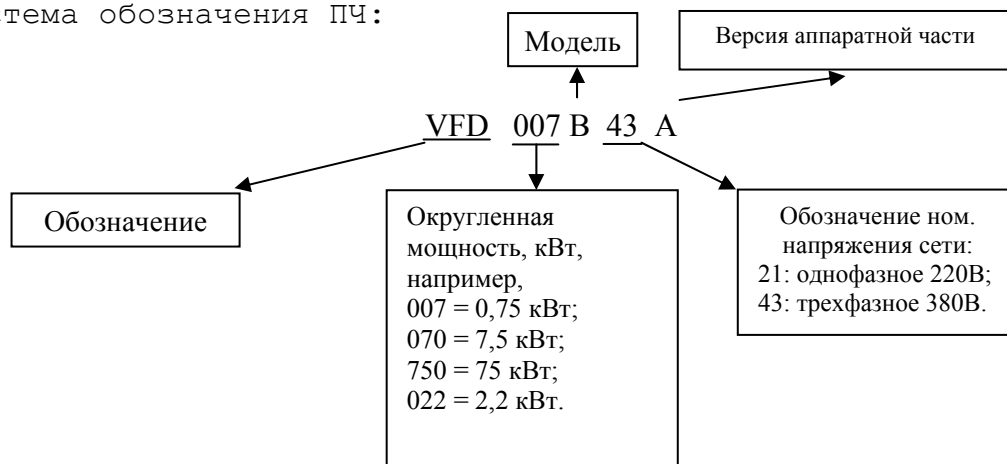 стема обозначения ПЧ:
Модель
Версия аппаратной части
VFD 007 B 43 A
Обозначение
Округленная
мощность, кВт,
например,
007 = 0,75 кВт;
070 = 7,5 кВт;
750 = 75 кВт;
022 = 2,2 кВт.
Обозначение ном.
напряжения сети:
21: однофазное 220В;
43: трехфазное 380В.